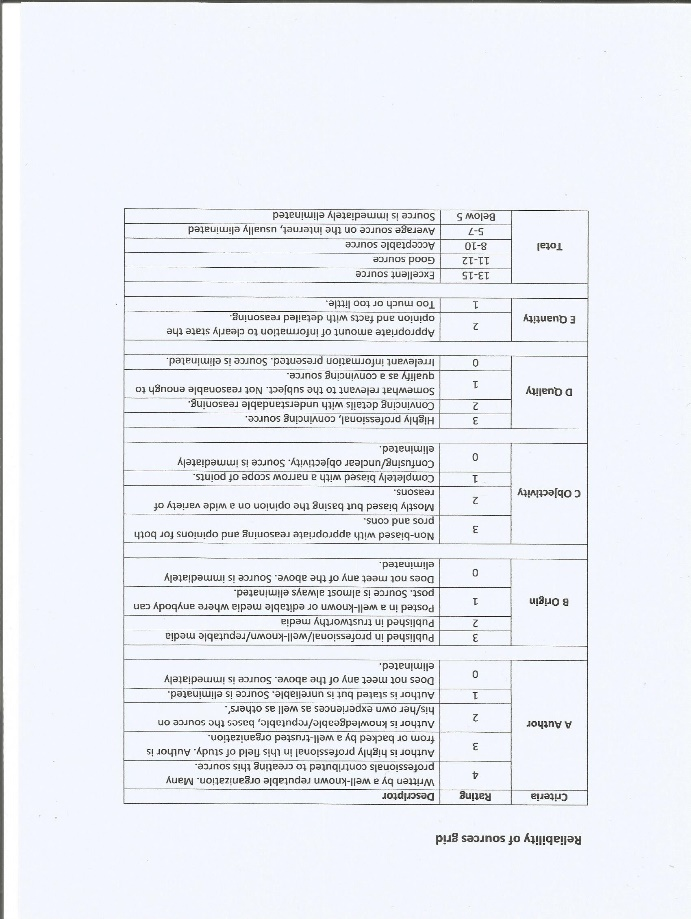 Reliability of sources grid
Criteria Rating Descriptor
A Author
4
Written by a well-known reputable organization. Many
professionals contributed to creating this source.
3
Author is highly professional in this field of study. Author is
from or backed by a well-trusted organization.
2
Author is knowledgeable/reputable, bases the source on
his/her own experiences as well as others'.
1
Author is stated but is unreliable. Source is eliminated.
0
Does not meet any of the above. Source is immediately
eliminated.
B Origin
3
Published in professional/well-known/reputable media
2
Published in trustworthy media
1
Posted in a well-known or editable media where anybody can
post. Source is almost always eliminated.
0
Does not meet any of the above. Source is immediately
eliminated.
C Objectivity
3
Non-biased with appropriate reasoning and opinions for both
pros and cons.
2
Mostly biased but basing the opinion on a wide variety of
reasons.
1
Completely biased with a narrow scope of points.
0
Confusing/unclear objectivity. Source is immediately
eliminated.
D Quality
3
Highly professional, convincing source.
2
Convincing details with understandable reasoning.
1
Somewhat relevant to the subject. Not reasonable enough to
qualify as a convincing source.
0
Irrelevant information presented. Source is eliminated.
E Quantity
2
Appropriate amount of information to clearly state the
opinion and facts with detailed reasoning.
1
Too much or too little.
Total
13-15
Excellent source
11-12
Good source
8-10
Acceptable source
5-7
Average source on the internet, usually eliminated
Below 5
Source is immediately eliminated